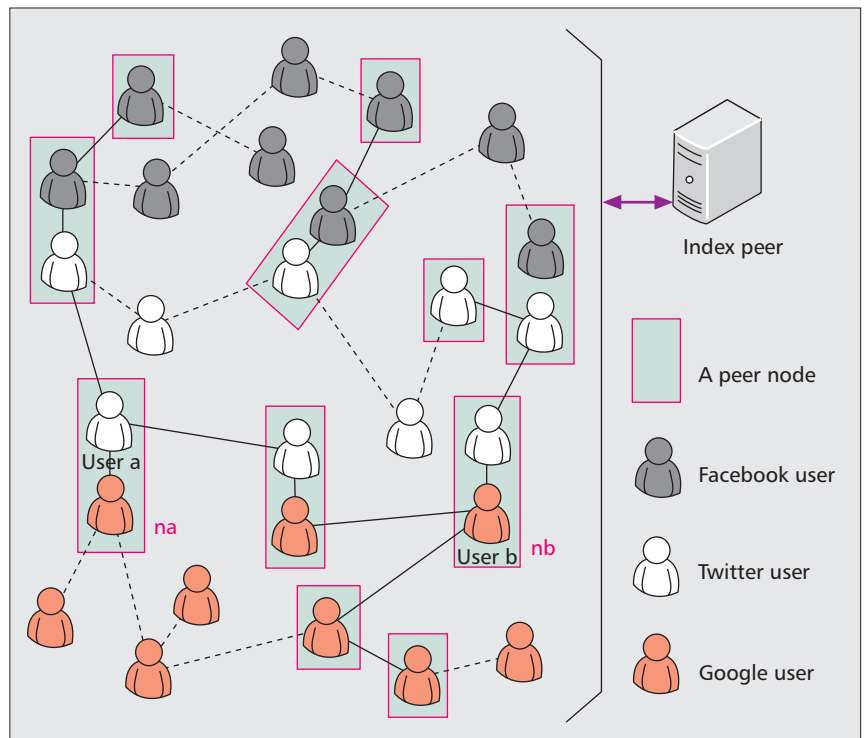 Index peer
A peer node
User a
Facebook user
na
nb
User b
Twitter user
Google user